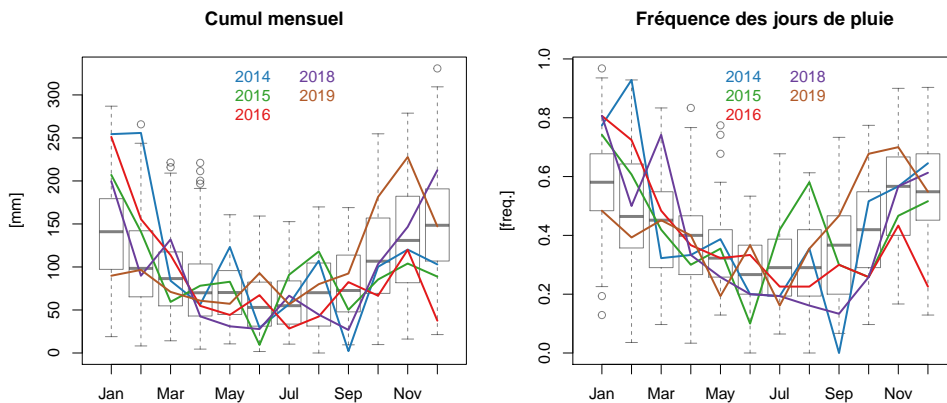 Cumul mensuel
[mm]
300
250
200
150
100
50
0
2014
2015
2016
2018
2019
Jan
Mar
May
Jul
Sep
Nov
Fréquence des jours de pluie
[freq.]
1.0
0.8
0.6
0.4
0.2
0.0
2014
2015
2016
2018
2019
Jan
Mar
May
Jul
Sep
Nov